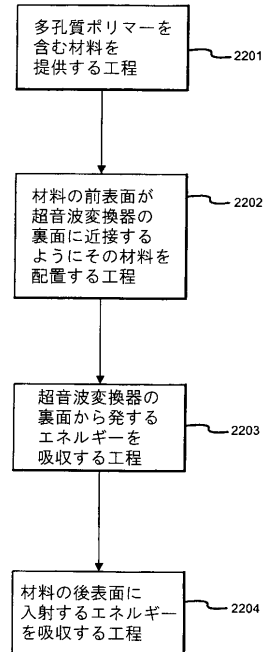 多孔質ポリマーを
含む材料を
提供する工程
2201
材料の前表面が
超音波変換器の
裏面に近接する
ようにその材料を
配置する工程
2202
超音波変換器の
裏面から発する
エネルギーを
吸収する工程
2203
材料の後表面に
入射するエネルギー
を吸収する工程
2204